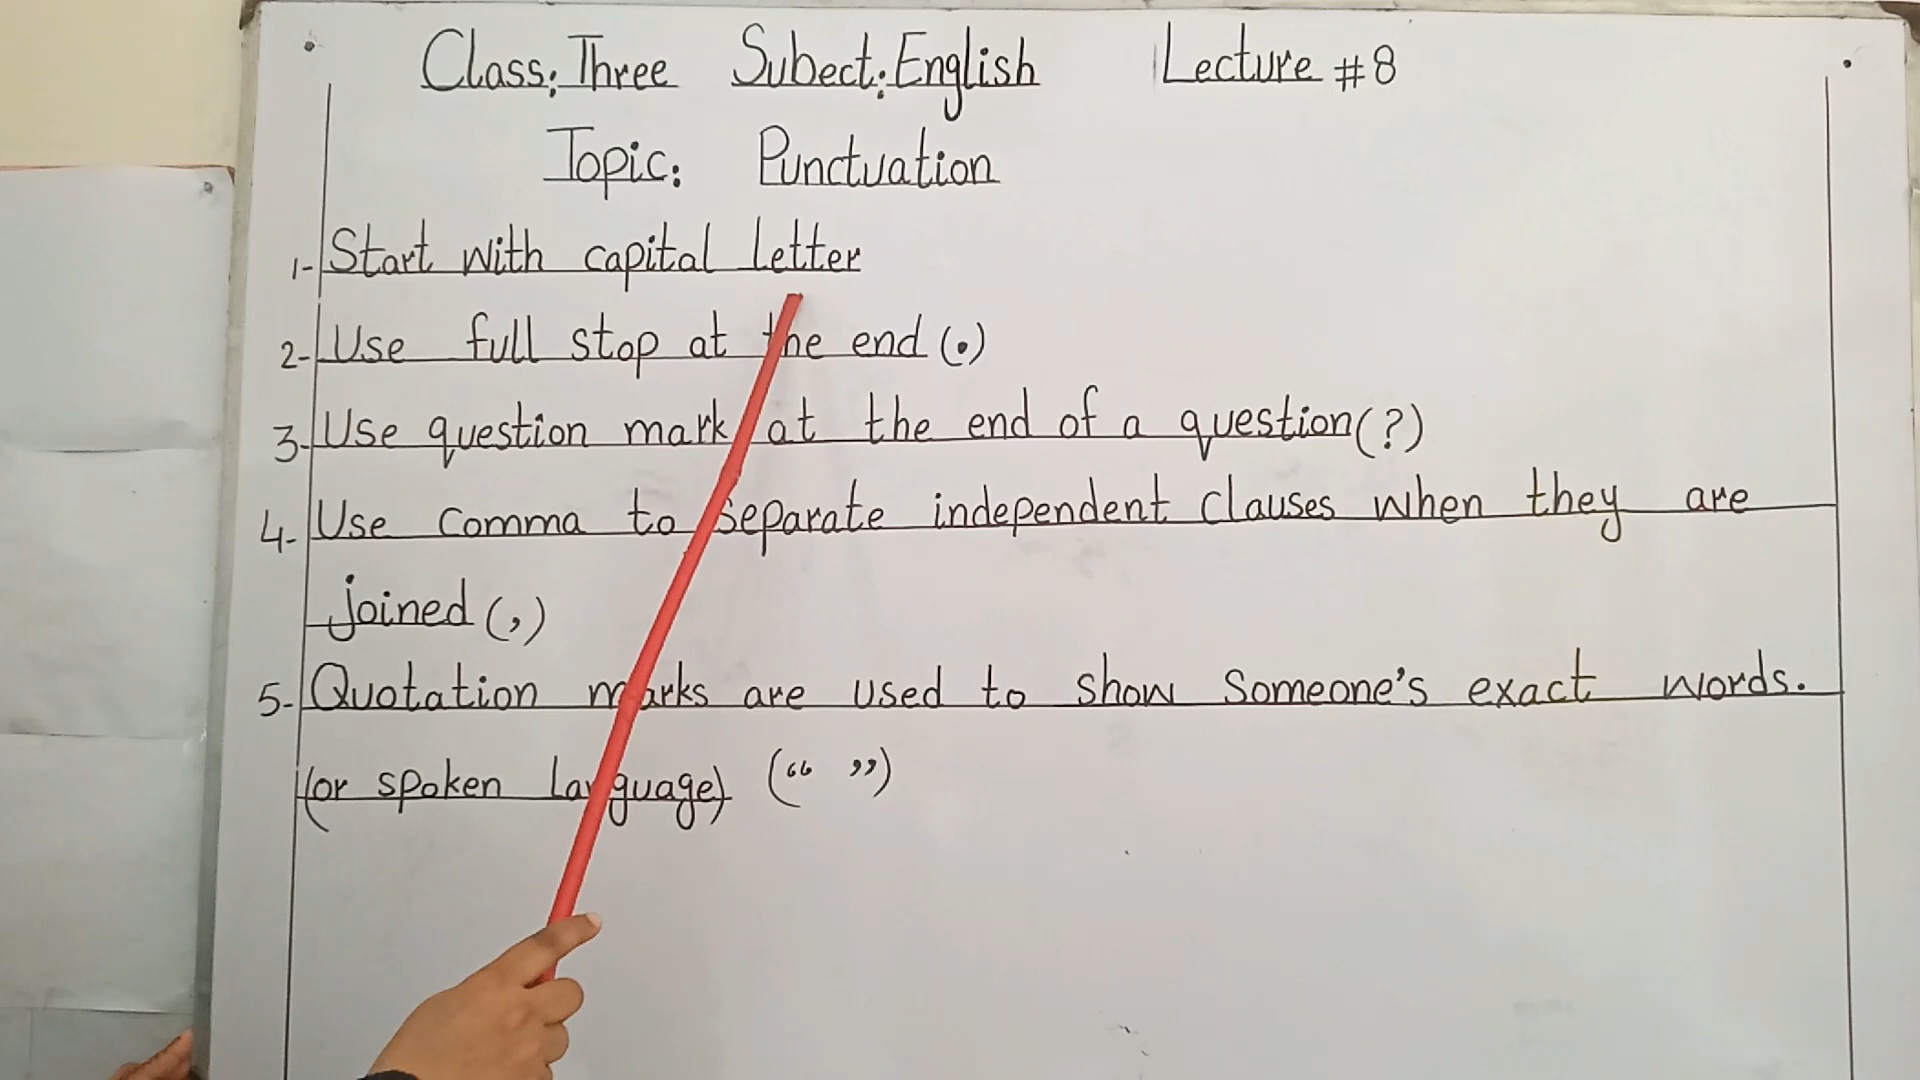 Class: Three Subect: English Lecture #8
Topic: Punctuation
1- Start with capital letter
2- Use full stop at the end (.)
3- Use question mark at the end of a question (?)
4- Use comma to separate independent clauses when they are
joined (,)
5- Quotation marks are used to show someone's exact words.
(or spoken language) (“ ”)